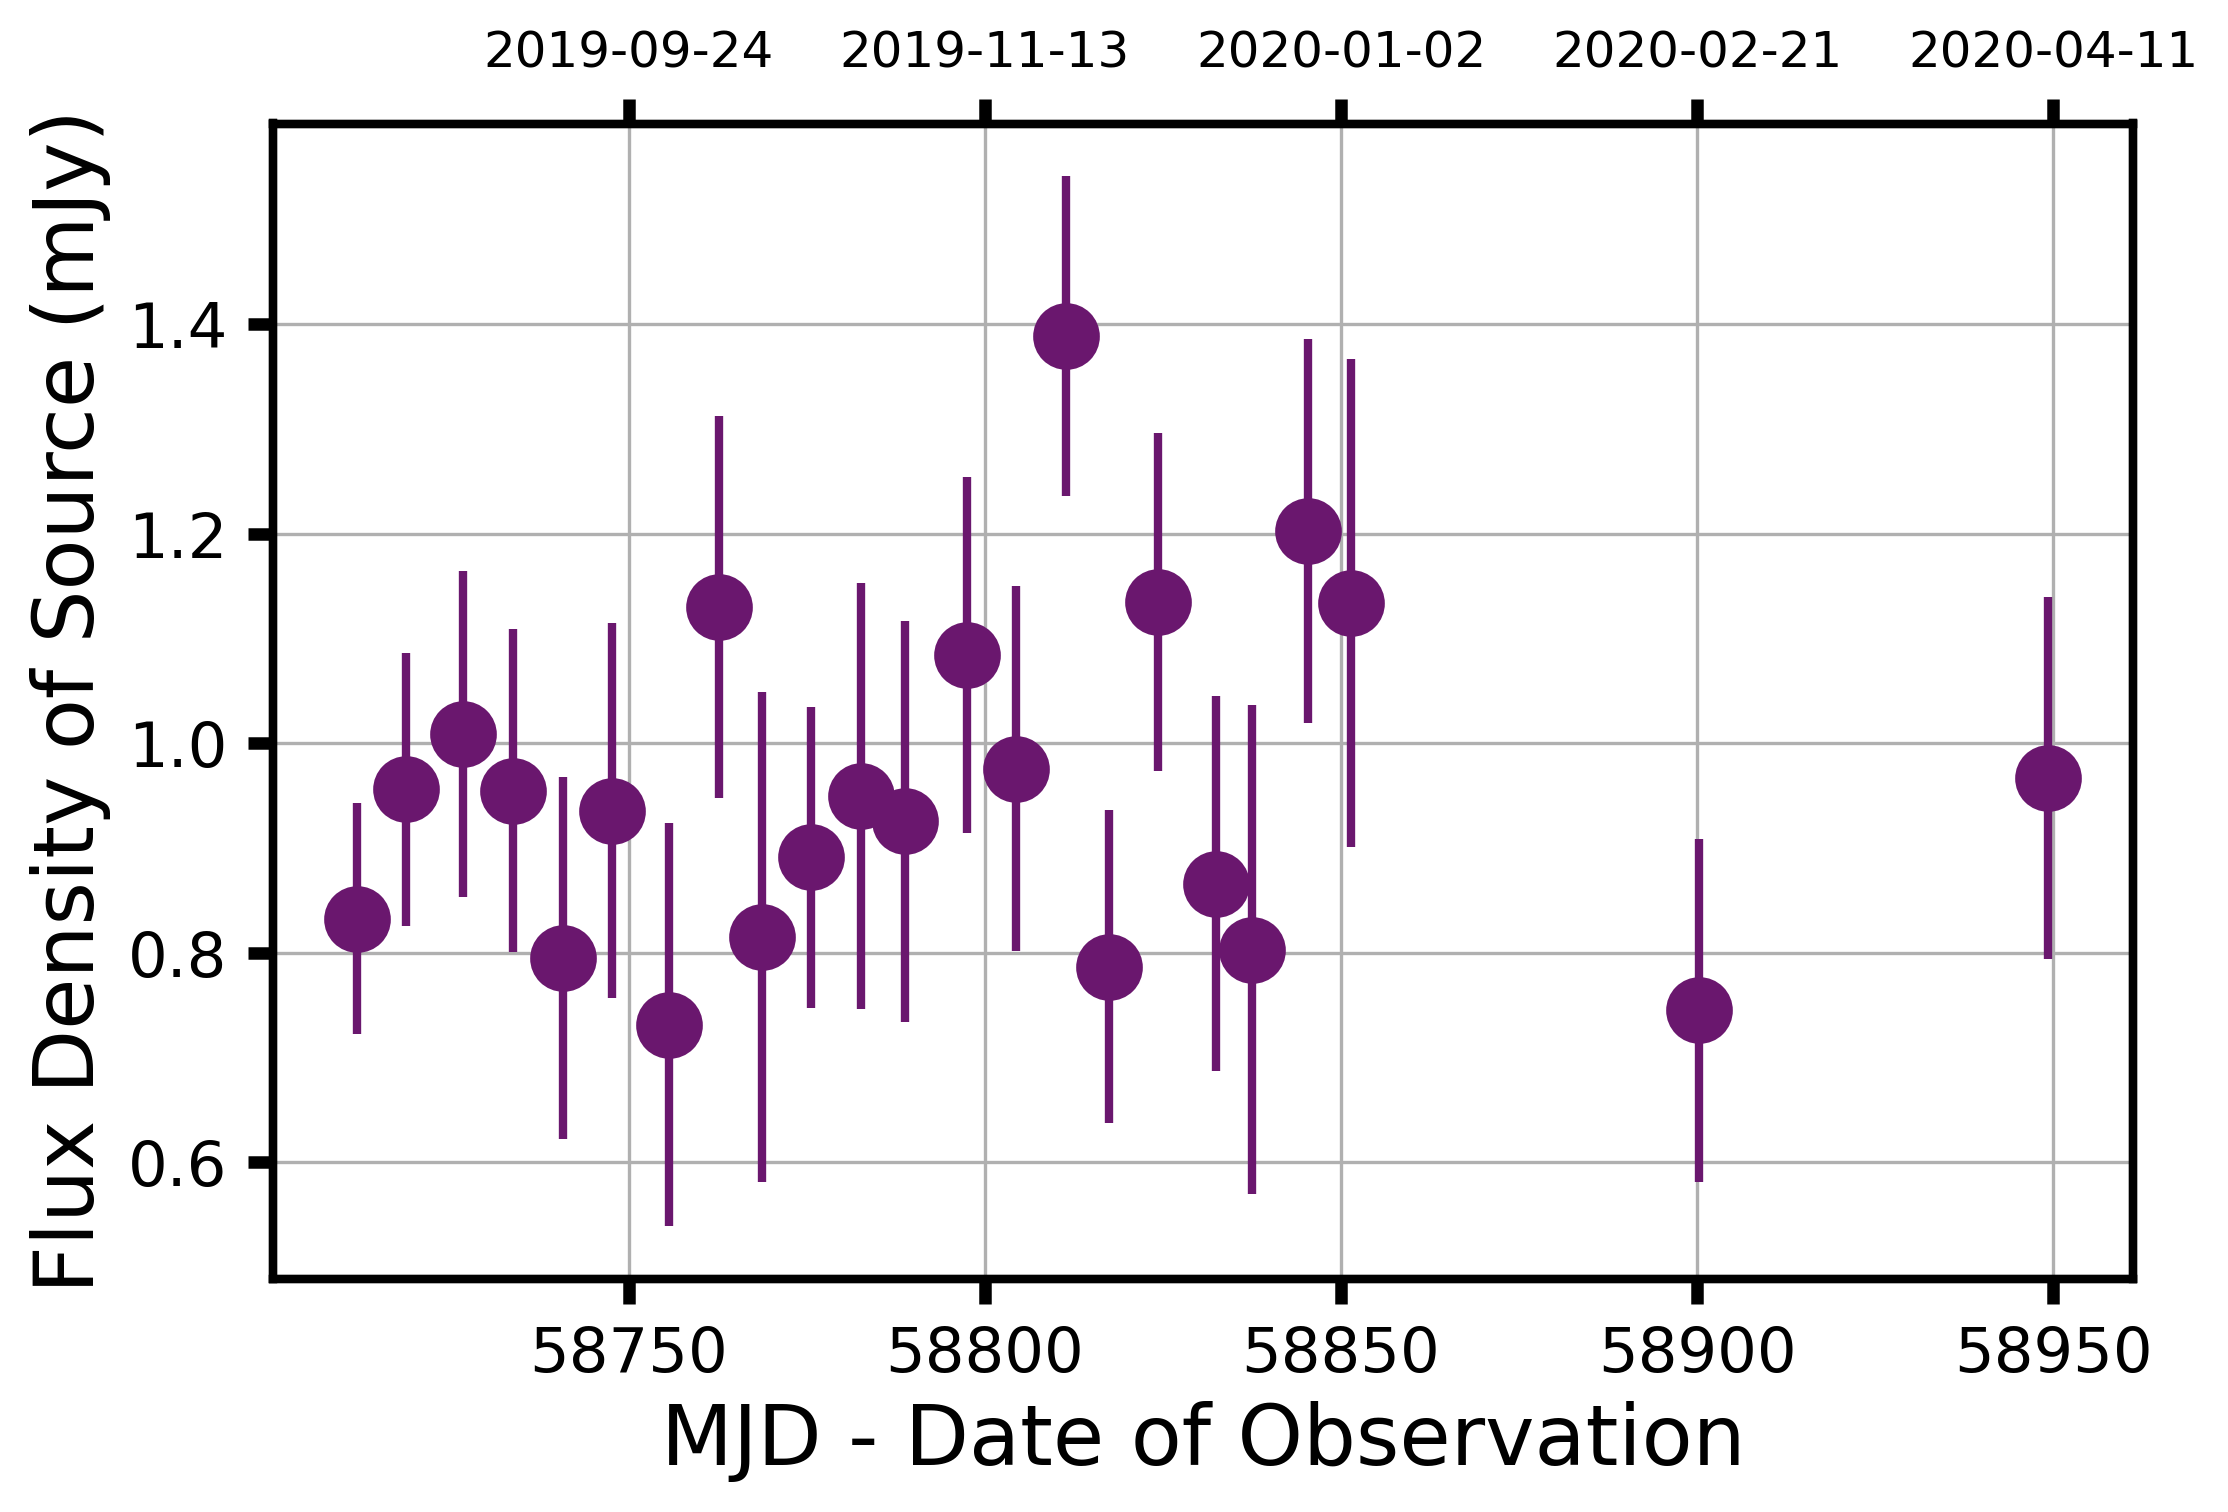 2019-09-24 2019-11-13 2020-01-02 2020-02-21 2020-04-11
Flux Density of Source (mJy)
1.4
1.2
1.0
0.8
0.6
58750 58800 58850 58900 58950
MJD - Date of Observation